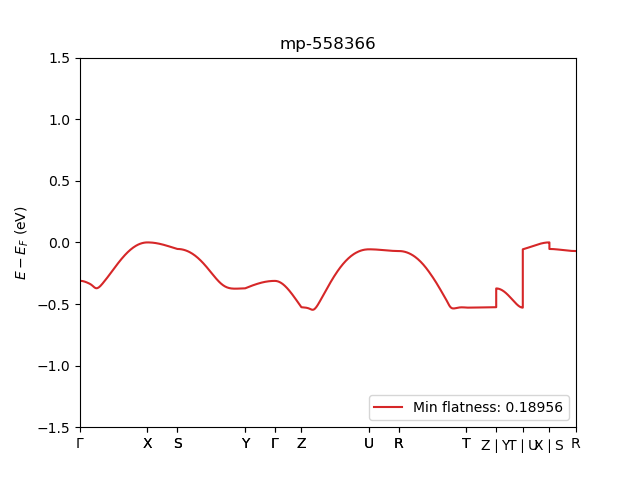 mp-558366
1.5
1.0
0.5
0.0
−0.5
−1.0
−1.5
E − E_F (eV)
Min flatness: 0.18956
Γ X S Y Γ Z U R T Z | Y T | U X | S R